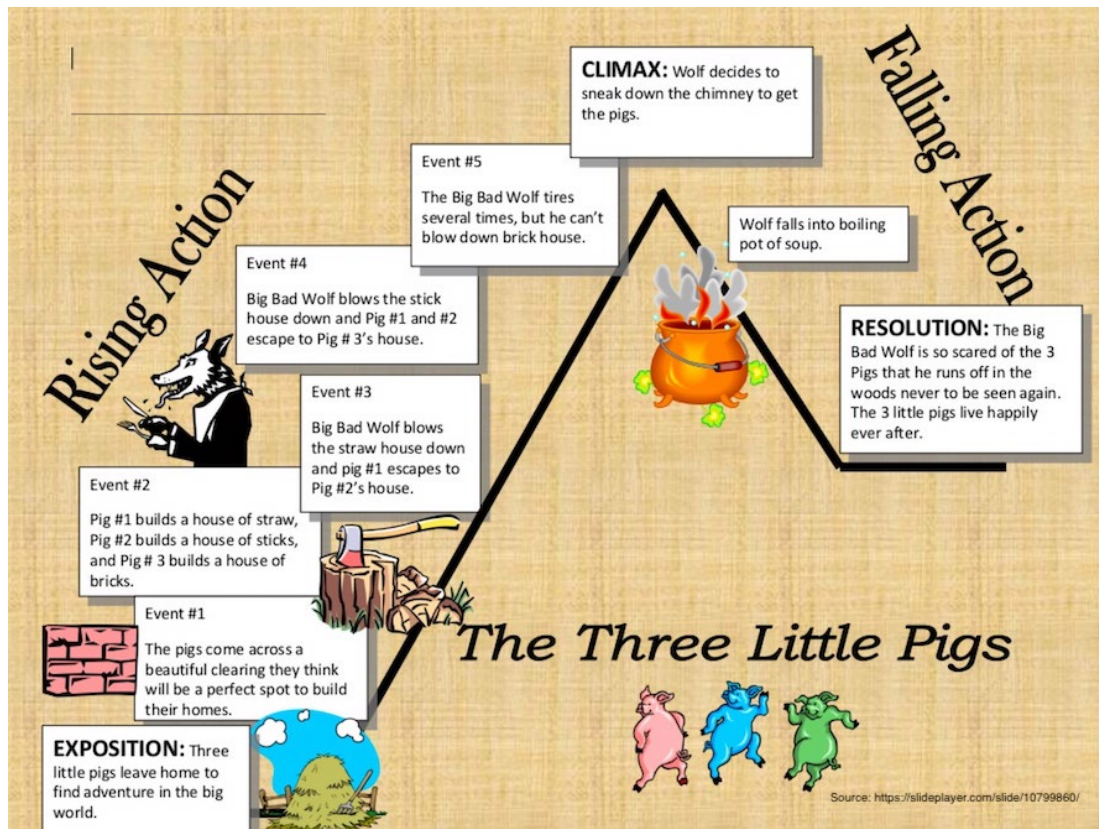 CLIMAX: Wolf decides to
sneak down the chimney to get
the pigs.
Falling Action
Rising Action
Event #5
The Big Bad Wolf tires
several times, but he can't
blow down brick house.
Wolf falls into boiling
pot of soup.
Event #4
Big Bad Wolf blows the stick
house down and Pig #1 and #2
escape to Pig # 3's house.
RESOLUTION: The Big
Bad Wolf is so scared of the 3
Pigs that he runs off in the
woods never to be seen again.
The 3 little pigs live happily
ever after.
Event #3
Big Bad Wolf blows
the straw house down
and pig #1 escapes to
Pig #2's house.
Event #2
Pig #1 builds a house of straw,
Pig #2 builds a house of sticks,
and Pig # 3 builds a house of
bricks.
Event #1
The pigs come across a
beautiful clearing they think
will be a perfect spot to build
their homes.
The Three Little Pigs
EXPOSITION: Three
little pigs leave home to
find adventure in the big
world.
Source: https://slideplayer.com/slide/10799860/